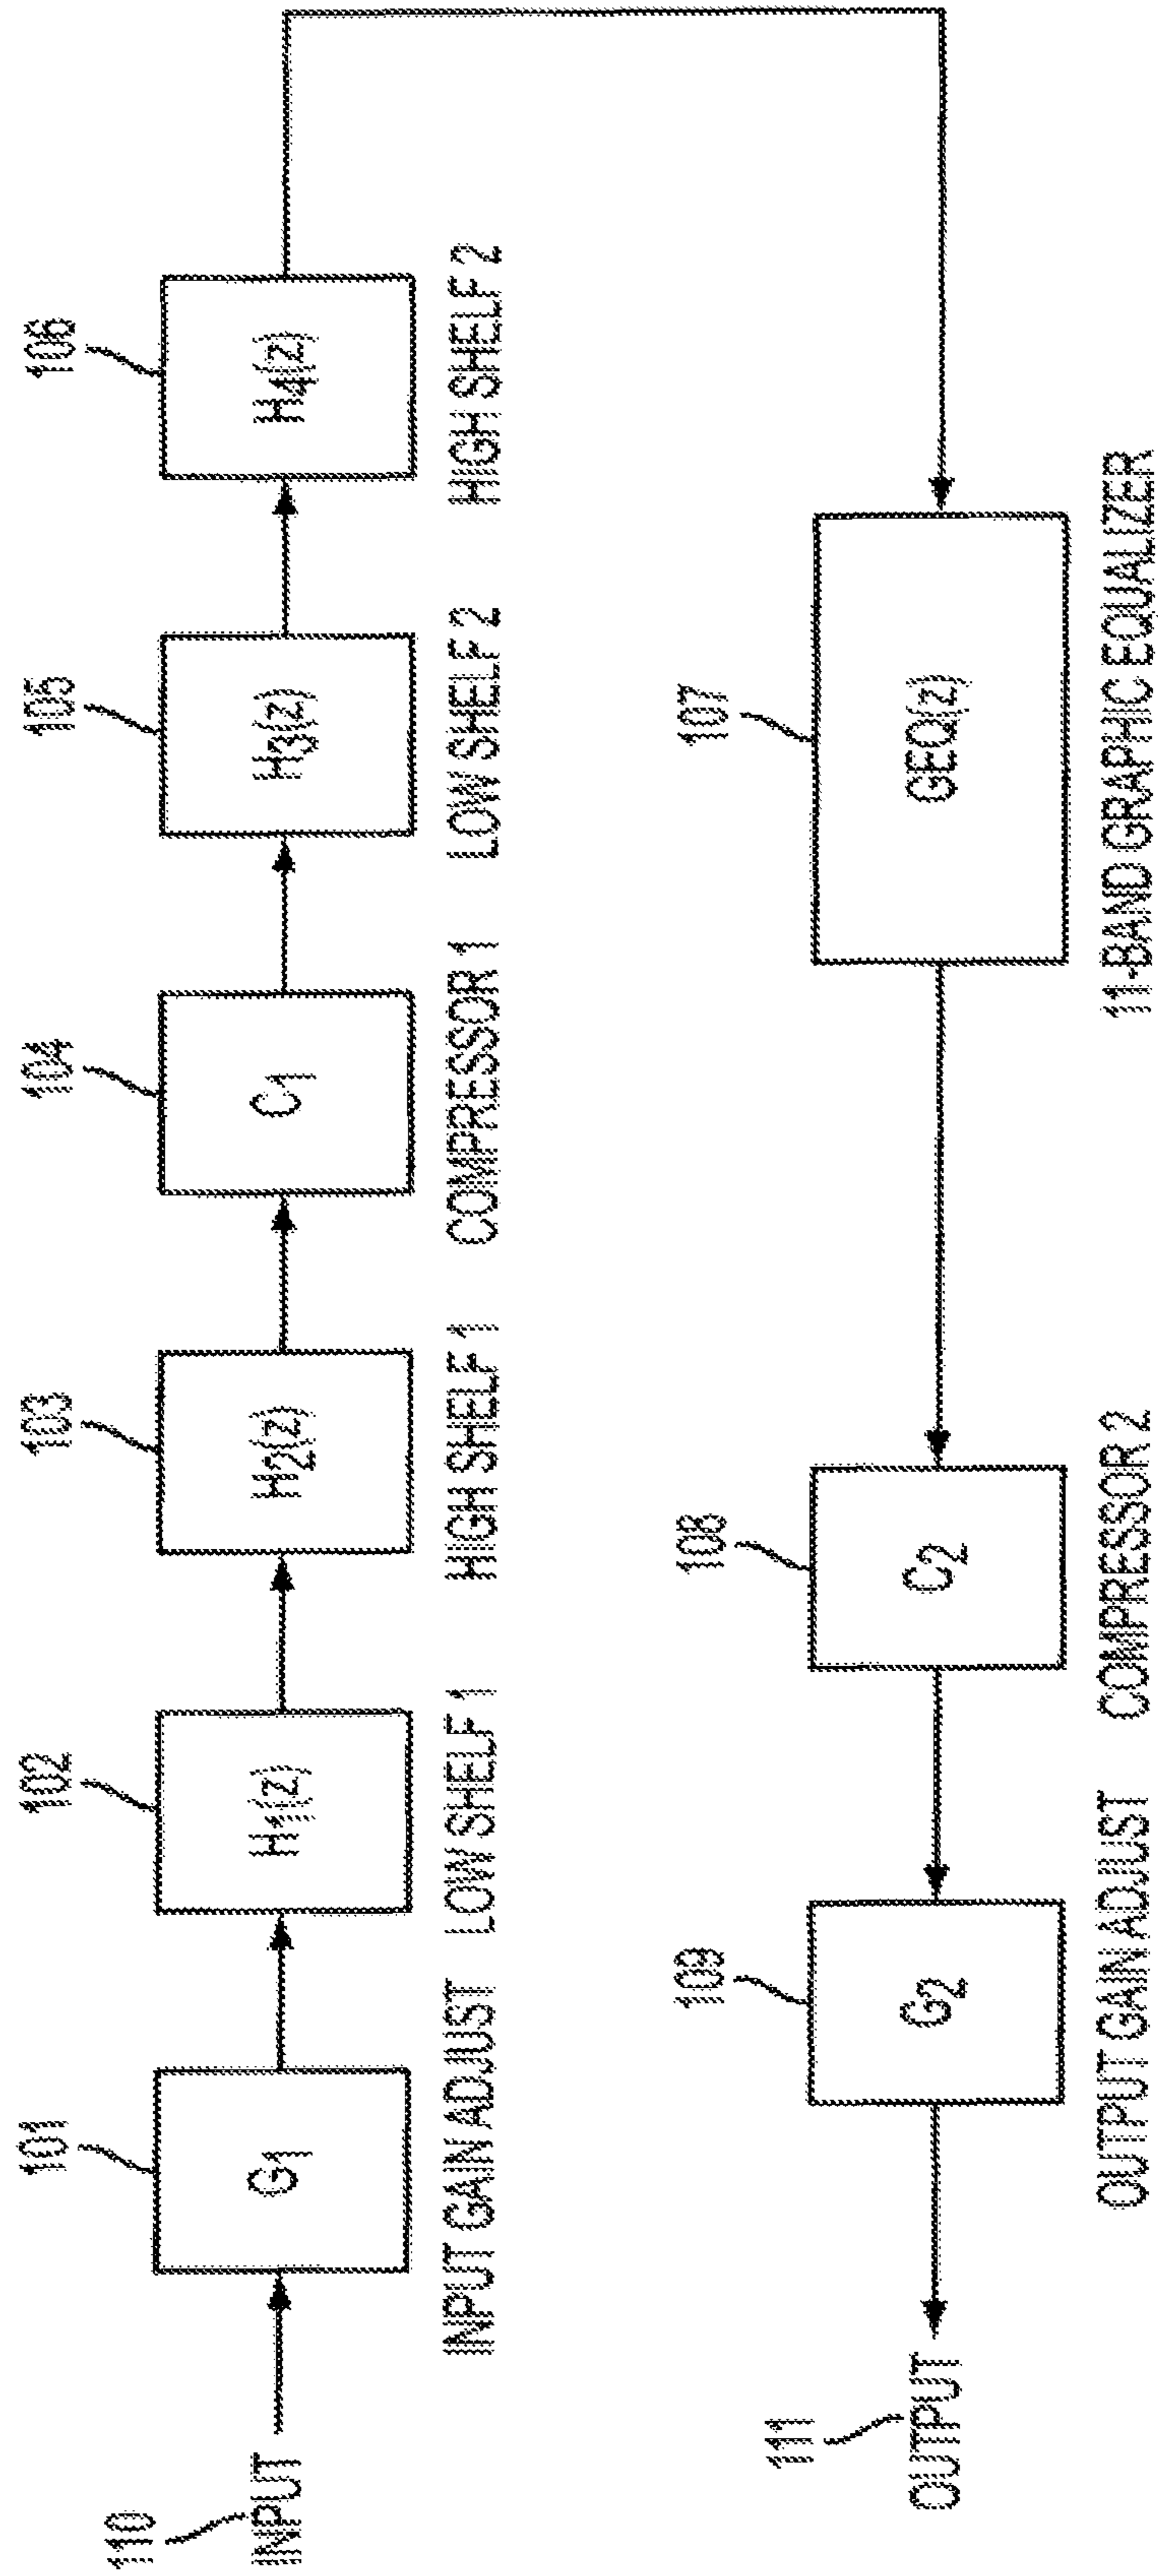 110
INPUT
101
G1
INPUT GAIN ADJUST
102
H1(z)
LOW SHELF 1
103
H2(z)
HIGH SHELF 1
104
C1
COMPRESSOR 1
105
H3(z)
LOW SHELF 2
106
H4(z)
HIGH SHELF 2
111
OUTPUT
109
G2
OUTPUT GAIN ADJUST
108
C2
COMPRESSOR 2
107
GEQ(z)
11-BAND GRAPHIC EQUALIZER